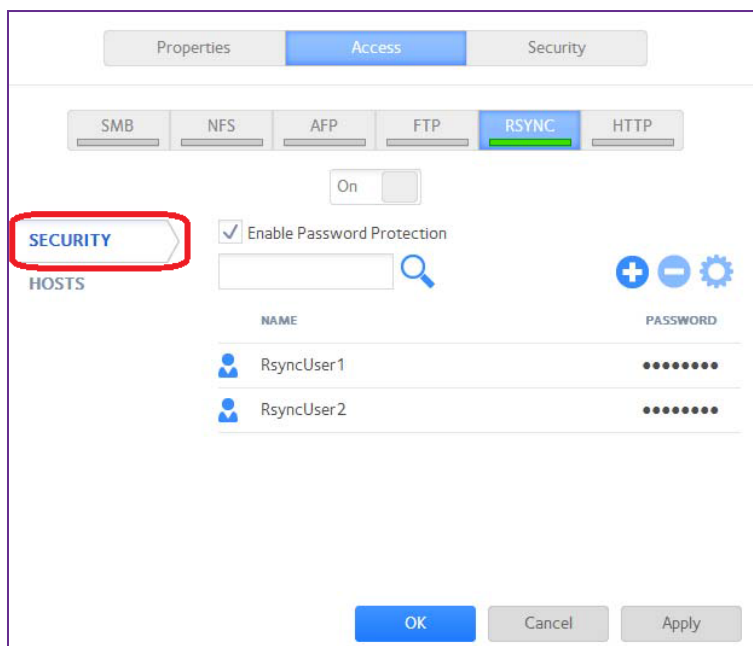 Properties Access Security
SMB NFS AFP FTP RSYNC HTTP
On
SECURITY
Enable Password Protection
HOSTS
NAME PASSWORD
RsyncUser1 ••••••••
RsyncUser2 ••••••••
OK Cancel Apply